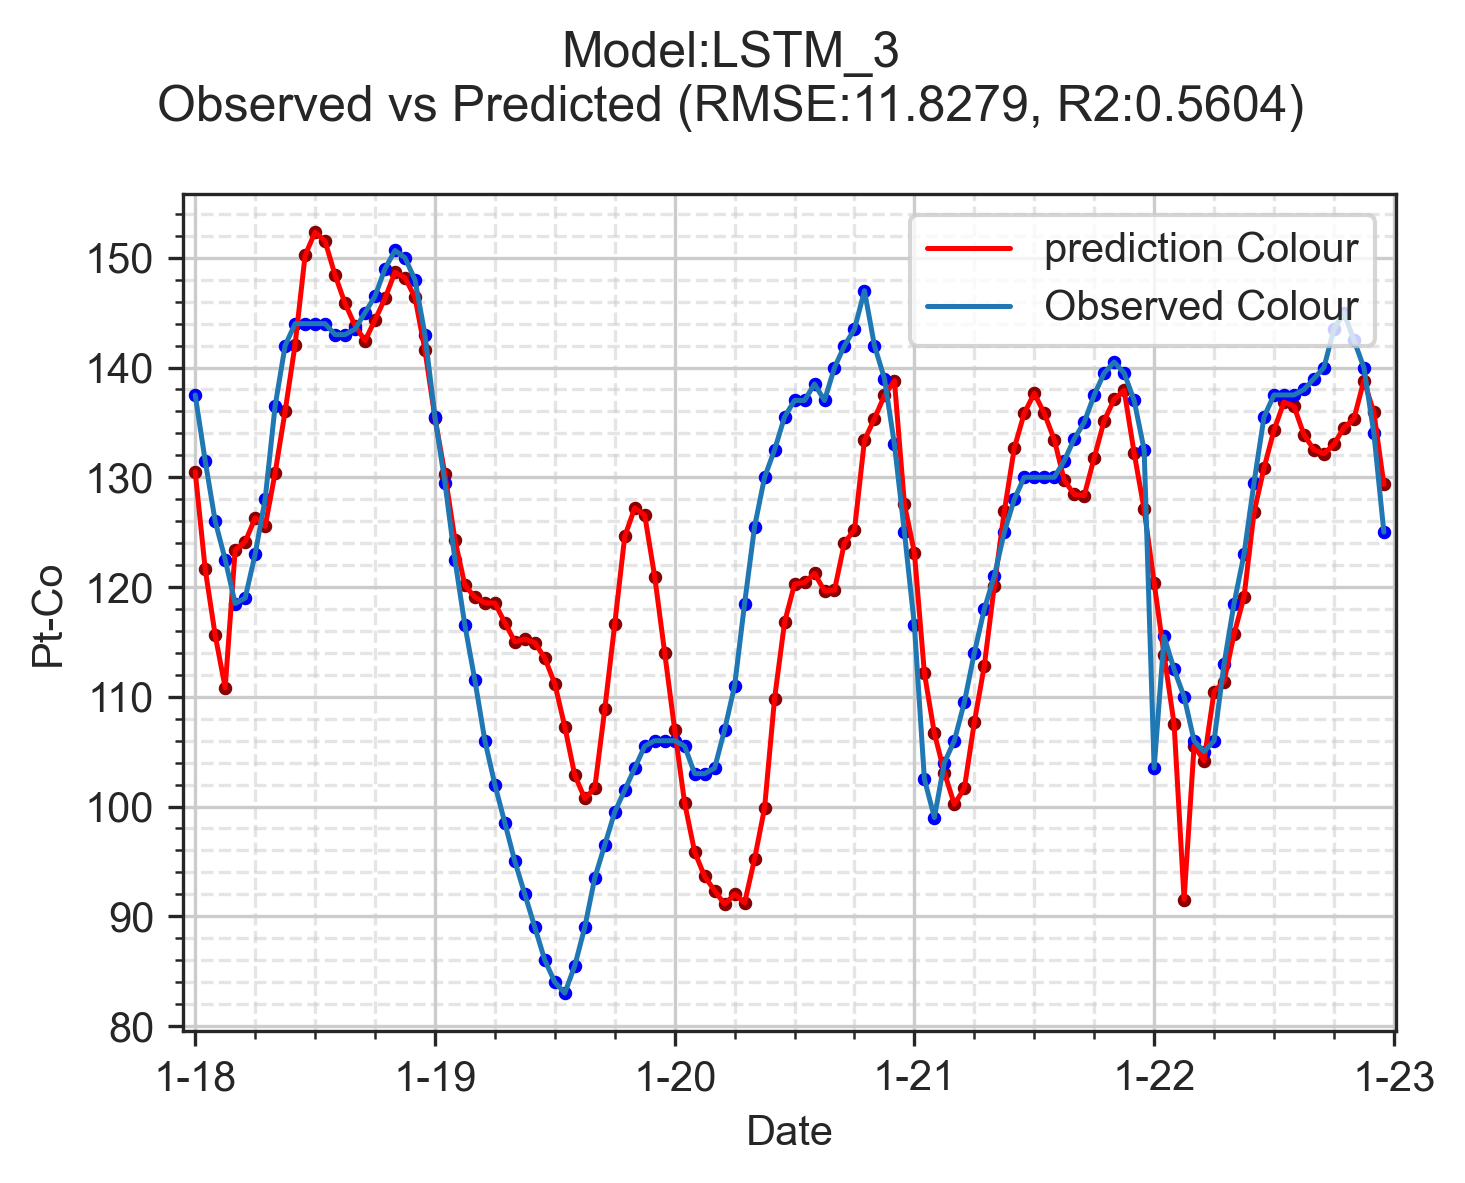 Model:LSTM_3
Observed vs Predicted (RMSE:11.8279, R2:0.5604)
prediction Colour
Observed Colour
150
140
130
120
110
100
90
80
Pt-Co
1-18 1-19 1-20 1-21 1-22 1-23
Date